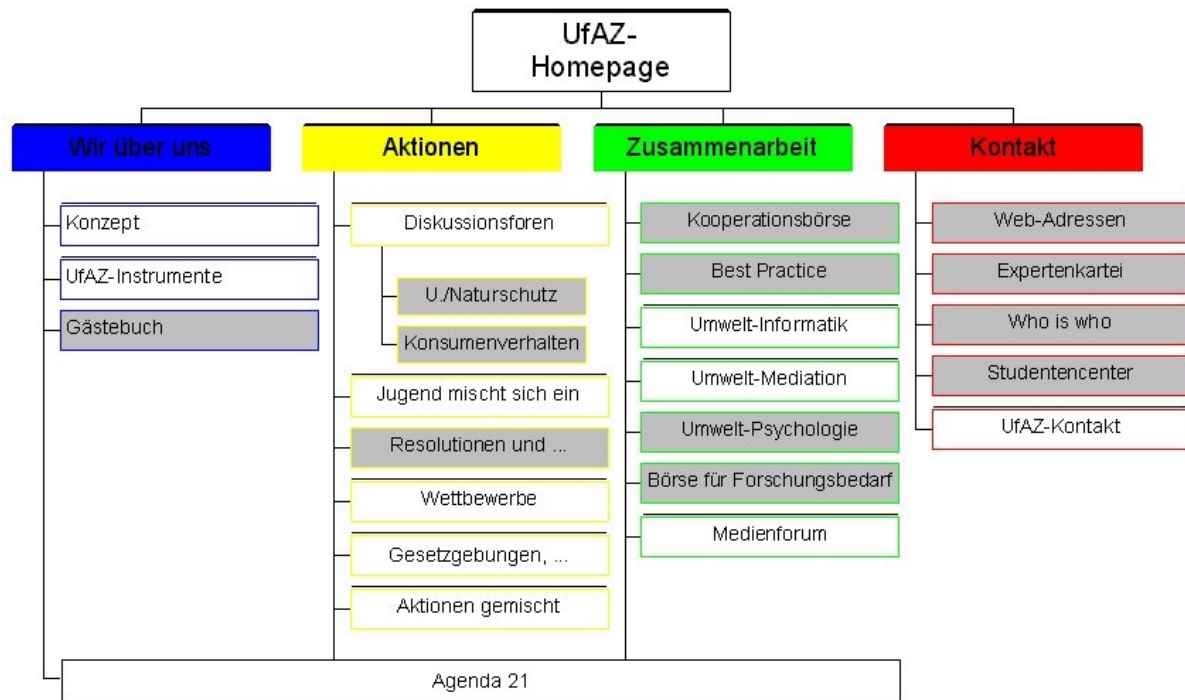 UfAZ-
Homepage
Wir über uns
Konzept
UfAZ-Instrumente
Gästebuch
Aktionen
Diskussionsforen
U./Naturschutz
Konsumenverhalten
Jugend mischt sich ein
Resolutionen und ...
Wettbewerbe
Gesetzgebungen, ...
Aktionen gemischt
Zusammenarbeit
Kooperationsbörse
Best Practice
Umwelt-Informatik
Umwelt-Mediation
Umwelt-Psychologie
Börse für Forschungsbedarf
Medienforum
Kontakt
Web-Adressen
Expertenkartei
Who is who
Studentencenter
UfAZ-Kontakt
Agenda 21